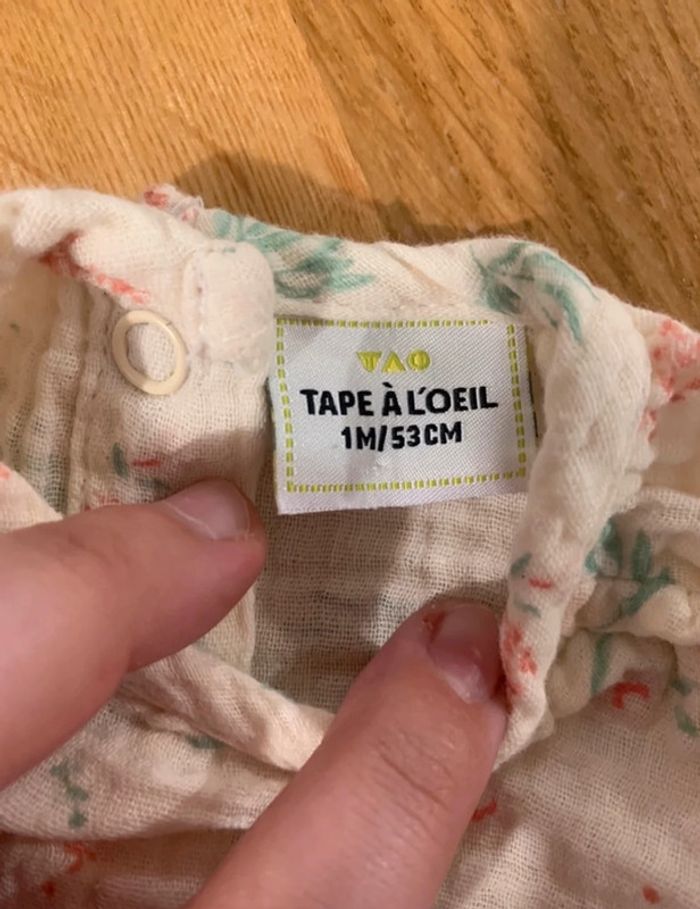 TAO
TAPE À L'OEIL
1M/53CM